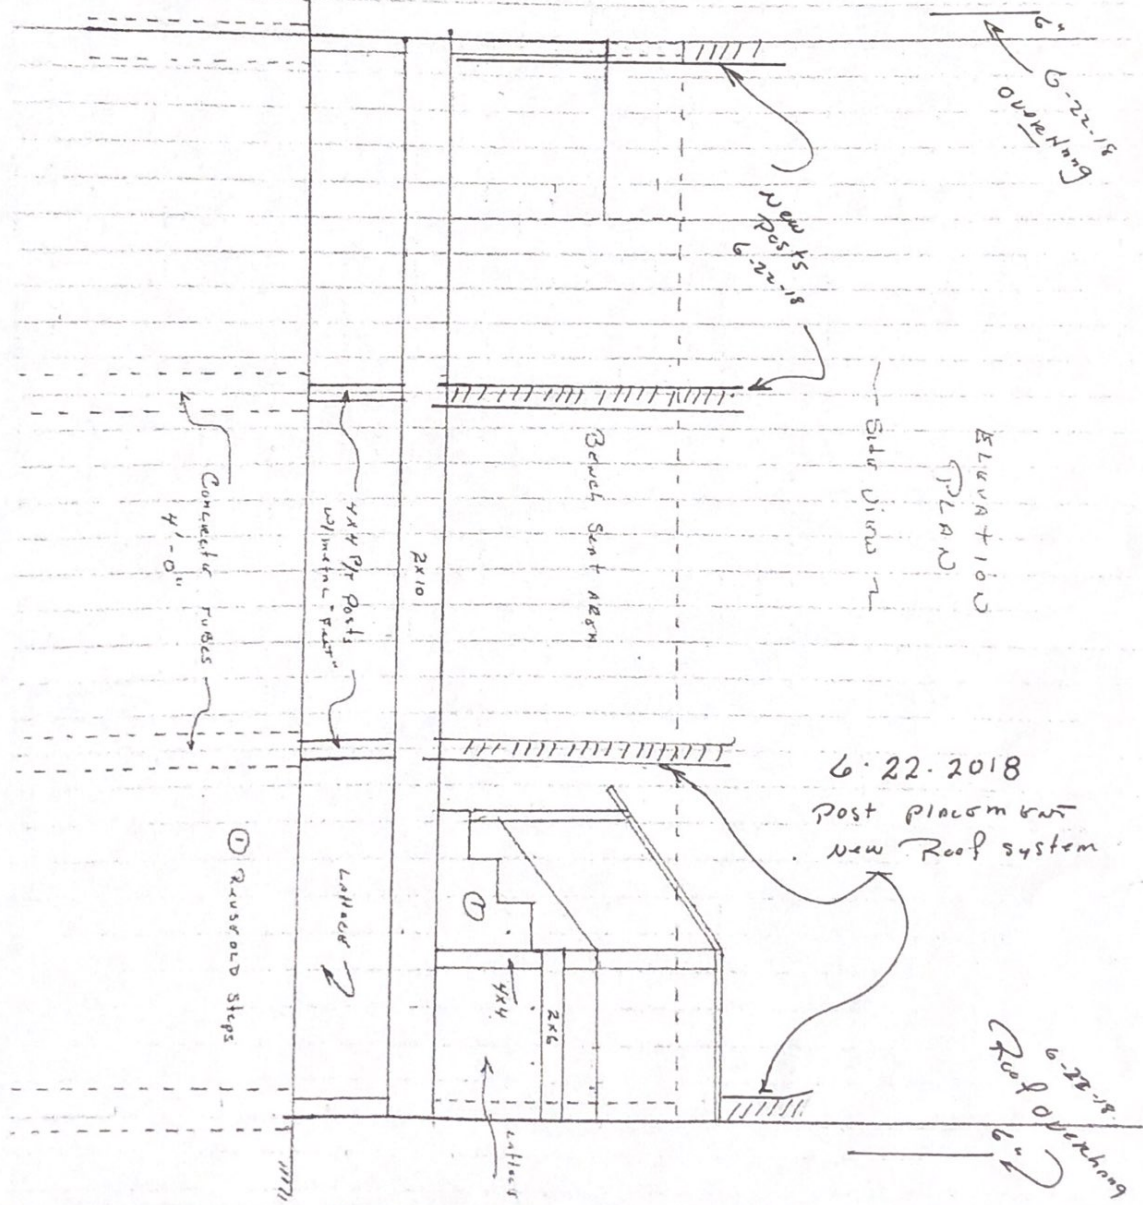 6"
6-22-18
overhang
New
Posts
6-22-18
ELEVATION
PLAN
Side View
Bench Seat AREA
2x10
4x4 P/T Posts
w/metal "feet"
Concrete TUBES
4'-0"
6.22.2018
Post Placement
New Roof system
①
① Reuse OLD Steps
Lattice
4x4
2x6
Lattice
6-22-18
Roof overhang
6"